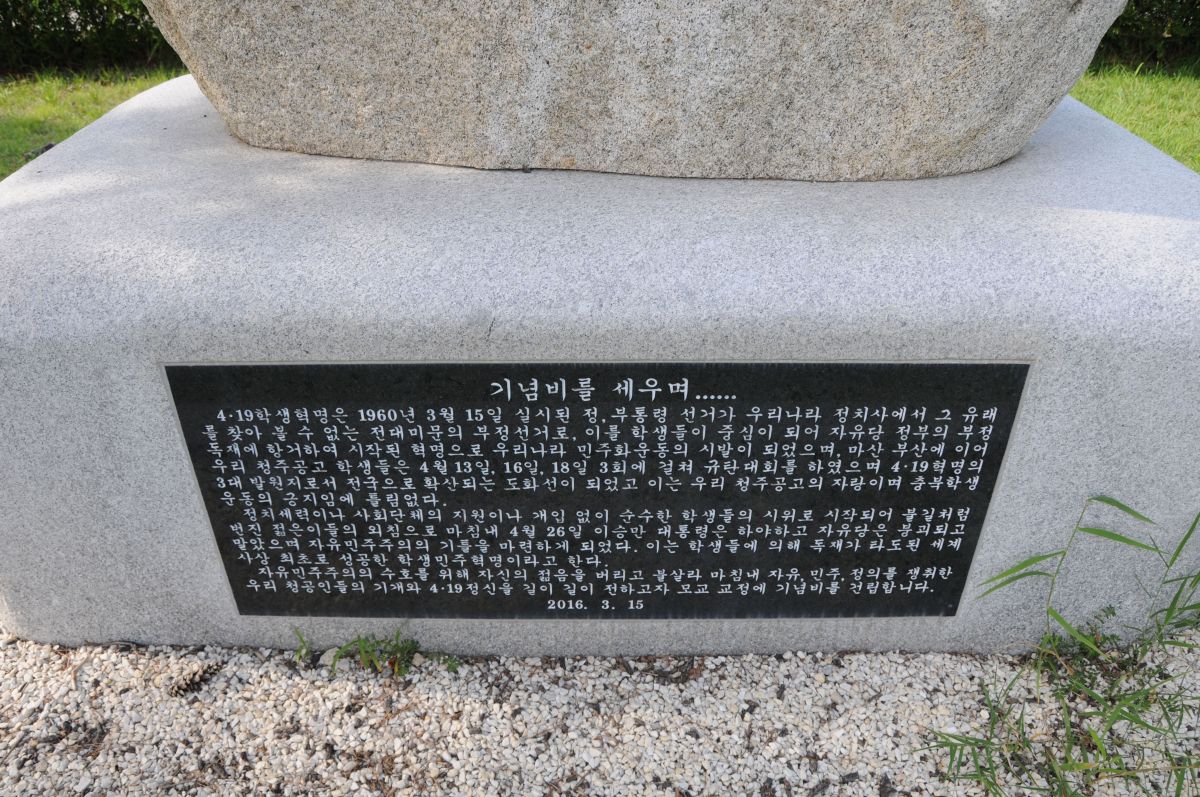 기념비를 세우며......
4·19학생혁명은 1960년 3월 15일 실시된 정, 부통령 선거가 우리나라 정치사에서 그 유래
를 찾아 볼 수 없는 전대미문의 부정선거로, 이를 학생들이 중심이 되어 자유당 정부의 부정
독재에 항거하여 시작된 혁명으로 우리나라 민주화운동의 시발이 되었으며, 마산 부산에 이어
우리 청주공고 학생들은 4월 13일, 16일, 18일 3회에 걸쳐 규탄대회를 하였으며 4·19혁명의
3대 발원지로서 전국으로 확산되는 도화선이 되었고 이는 우리 청주공고의 자랑이며 충북학생
운동의 긍지임에 틀림없다.
정치세력이나 사회단체의 지원이나 개입 없이 순수한 학생들의 시위로 시작되어 불길처럼
번진 젊은이들의 외침으로 마침내 4월 26일 이승만 대통령은 하야하고 자유당은 붕괴되고
말았으며 자유민주주의의 기틀을 마련하게 되었다. 이는 학생들에 의해 독재가 타도된 세계
사상 최초로 성공한 학생민주혁명이라고 한다.
자유민주주의의 수호를 위해 자신의 젊음을 버리고 불살라 마침내 자유, 민주, 정의를 쟁취한
우리 청공인들의 기개와 4·19정신을 길이 길이 전하고자 모교 교정에 기념비를 건립합니다.
2016. 3. 15